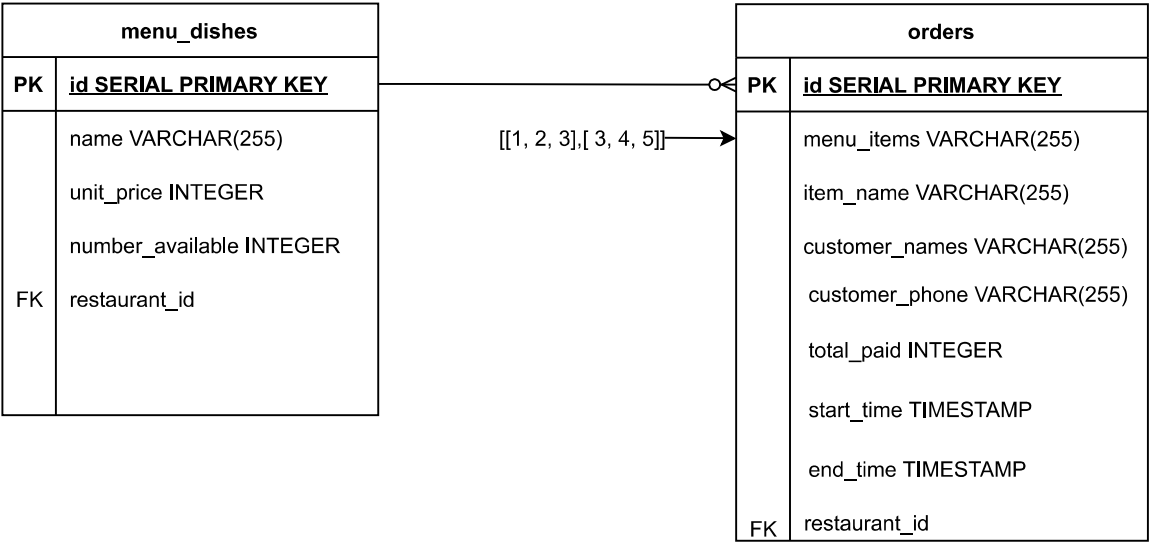 menu_dishes
PK id SERIAL PRIMARY KEY
name VARCHAR(255)
unit_price INTEGER
number_available INTEGER
FK restaurant_id
[[1, 2, 3],[ 3, 4, 5]]
orders
PK id SERIAL PRIMARY KEY
menu_items VARCHAR(255)
item_name VARCHAR(255)
customer_names VARCHAR(255)
customer_phone VARCHAR(255)
total_paid INTEGER
start_time TIMESTAMP
end_time TIMESTAMP
FK restaurant_id